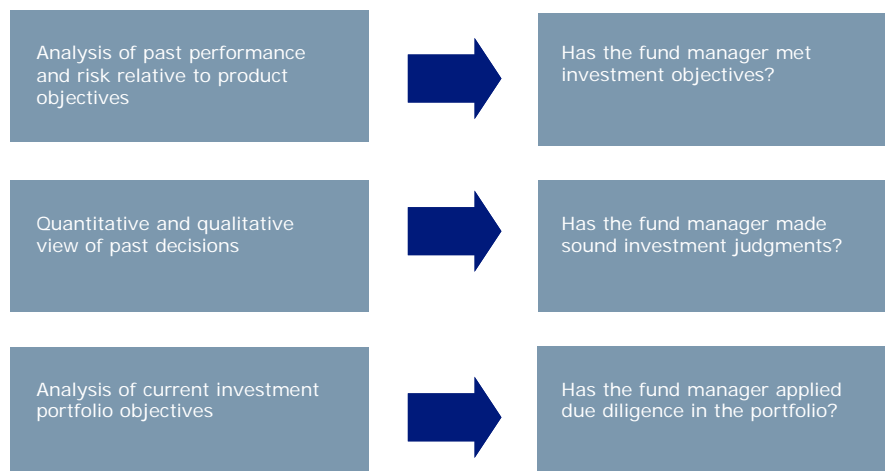 Analysis of past performance
and risk relative to product
objectives
Has the fund manager met
investment objectives?
Quantitative and qualitative
view of past decisions
Has the fund manager made
sound investment judgments?
Analysis of current investment
portfolio objectives
Has the fund manager applied
due diligence in the portfolio?